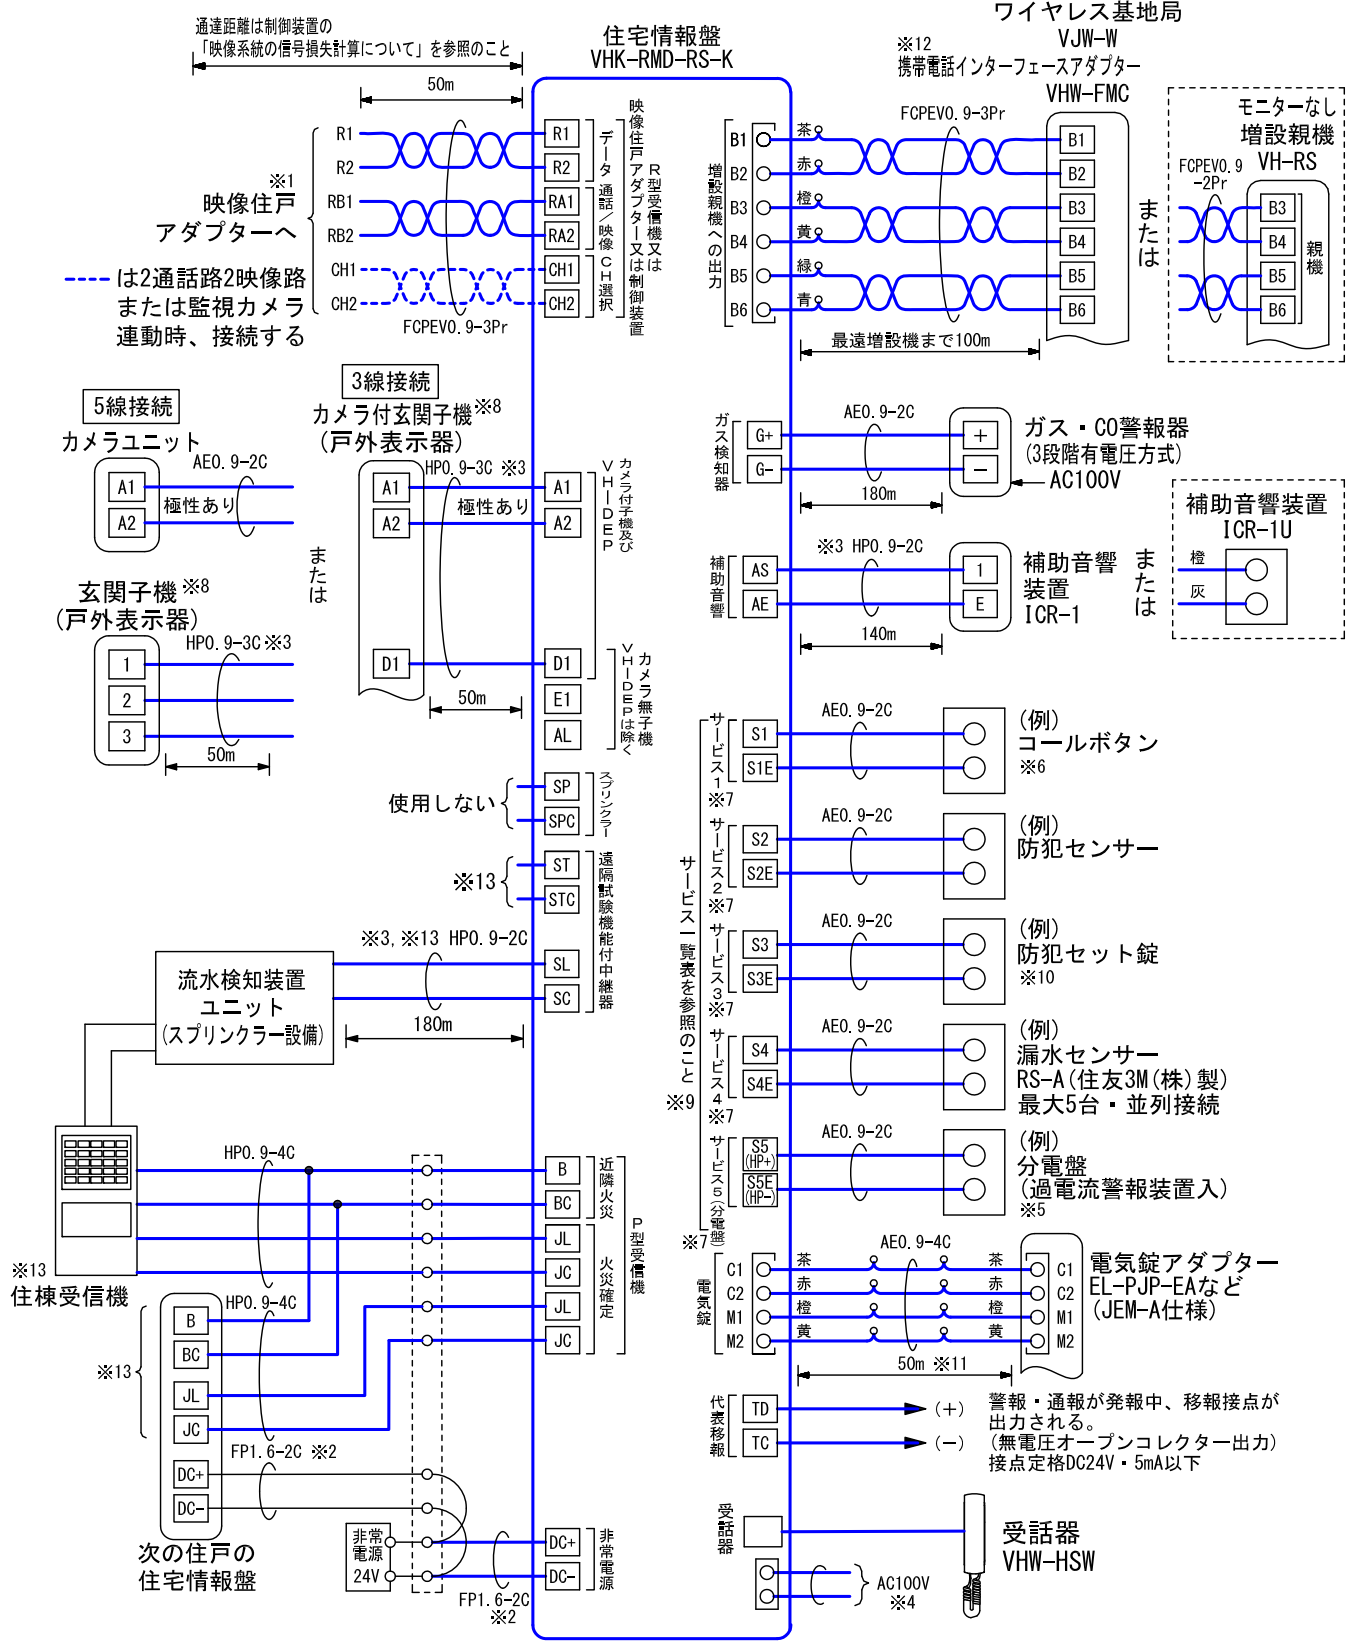 通達距離は制御装置の
「映像系統の信号損失計算について」を参照のこと
50m
R1
R2
RB1
RB2
CH1
CH2
※1
映像住戸
アダプターへ
---- は2通話路2映像路
または監視カメラ
連動時、接続する
FCPEV0.9-3Pr
住宅情報盤
VHK-RMD-RS-K
R1
R2
RA1
RA2
CH1
CH2
データ
通話／映像
CH選択
映像住戸アダプター又は制御装置
R型受信機又は
5線接続
カメラユニット
A1
A2
AE0.9-2C
極性あり
玄関子機※8
(戸外表示器)
1
2
3
HP0.9-3C※3
50m
または
3線接続
カメラ付玄関子機※8
(戸外表示器)
A1
A2
D1
HP0.9-3C ※3
極性あり
50m
A1
A2
D1
E1
AL
カメラ付子機及び
VHIDEP
カメラ無子機
VHIDEPは除く
使用しない
SP
SPC
スプリンクラー
※13
ST
STC
SL
SC
遠隔試験機能付中継器
※3,※13 HP0.9-2C
180m
流水検知装置
ユニット
(スプリンクラー設備)
※13
住棟受信機
HP0.9-4C
B
BC
JL
JC
JL
JC
近隣火災
火災確定
P型受信機
※13
B
BC
JL
JC
DC+
DC-
HP0.9-4C
FP1.6-2C ※2
次の住戸の
住宅情報盤
非常
電源
24V
FP1.6-2C
※2
DC+
DC-
非常電源
ワイヤレス基地局
VJW-W
※12
携帯電話インターフェースアダプター
VHW-FMC
増設親機への出力
B1
B2
B3
B4
B5
B6
茶
赤
橙
黄
緑
青
FCPEV0.9-3Pr
B1
B2
B3
B4
B5
B6
最遠増設機まで100m
または
モニターなし
増設親機
VH-RS
FCPEV0.9
-2Pr
B3
B4
B5
B6
親機
ガス検知器
G+
G-
AE0.9-2C
180m
+
-
ガス・CO警報器
(3段階有電圧方式)
AC100V
補助音響
AS
AE
※3 HP0.9-2C
140m
1
E
補助音響
装置
ICR-1
または
補助音響装置
ICR-1U
橙
灰
サービス一覧表を参照のこと
※9
サービス1
※7
S1
S1E
AE0.9-2C
(例)
コールボタン
※6
サービス2
※7
S2
S2E
AE0.9-2C
(例)
防犯センサー
サービス3
※7
S3
S3E
AE0.9-2C
(例)
防犯セット錠
※10
サービス4
※7
S4
S4E
AE0.9-2C
(例)
漏水センサー
RS-A(住友3M(株)製)
最大5台・並列接続
サービス5(分電盤)
※7
S5
(HP+)
S5E
(HP-)
AE0.9-2C
(例)
分電盤
(過電流警報装置入)
※5
電気錠
C1
C2
M1
M2
茶
赤
橙
黄
AE0.9-4C
茶
赤
橙
黄
C1
C2
M1
M2
50m ※11
電気錠アダプター
EL-PJP-EAなど
(JEM-A仕様)
代表移報
TD
TC
(+)
(-)
警報・通報が発報中、移報接点が
出力される。
(無電圧オープンコレクター出力)
接点定格DC24V・5mA以下
受話器
受話器
VHW-HSW
AC100V
※4